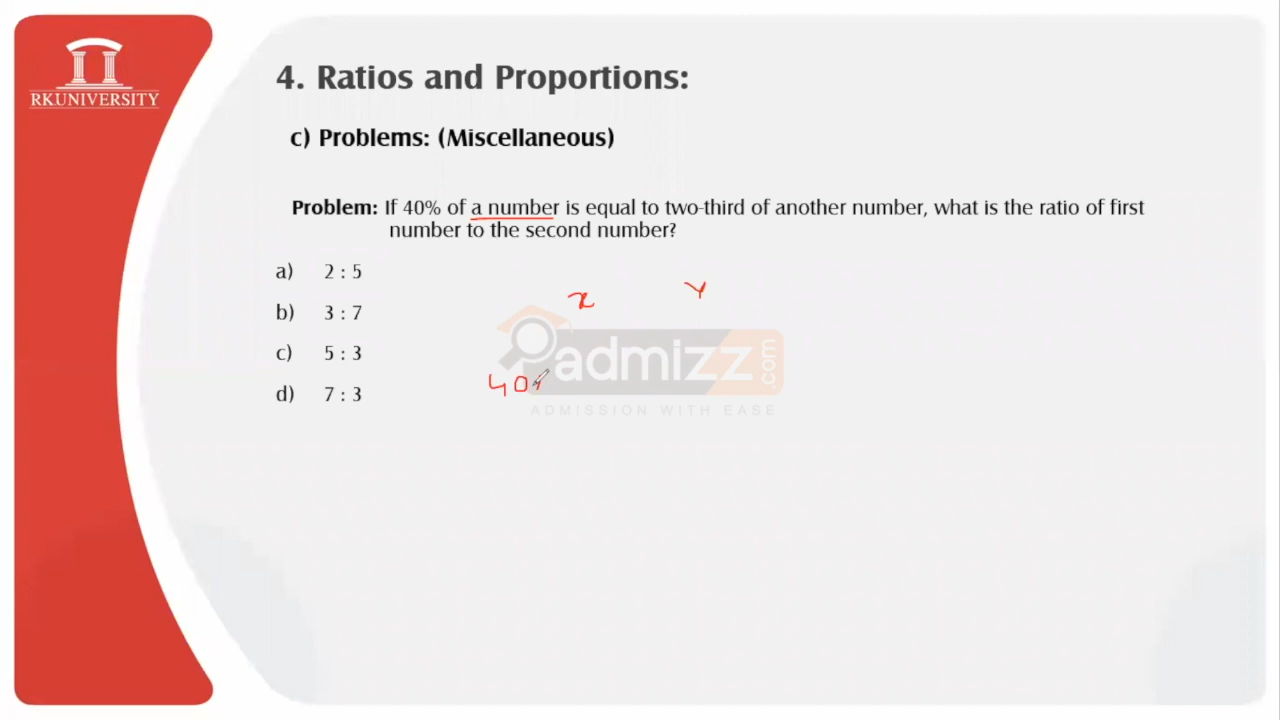 RKUNIVERSITY
4. Ratios and Proportions:
c) Problems: (Miscellaneous)
Problem: If 40% of a number is equal to two-third of another number, what is the ratio of first
number to the second number?
a) 2 : 5
b) 3 : 7
c) 5 : 3
d) 7 : 3
x y
40
admizz.com
ADMISSION WITH EASE